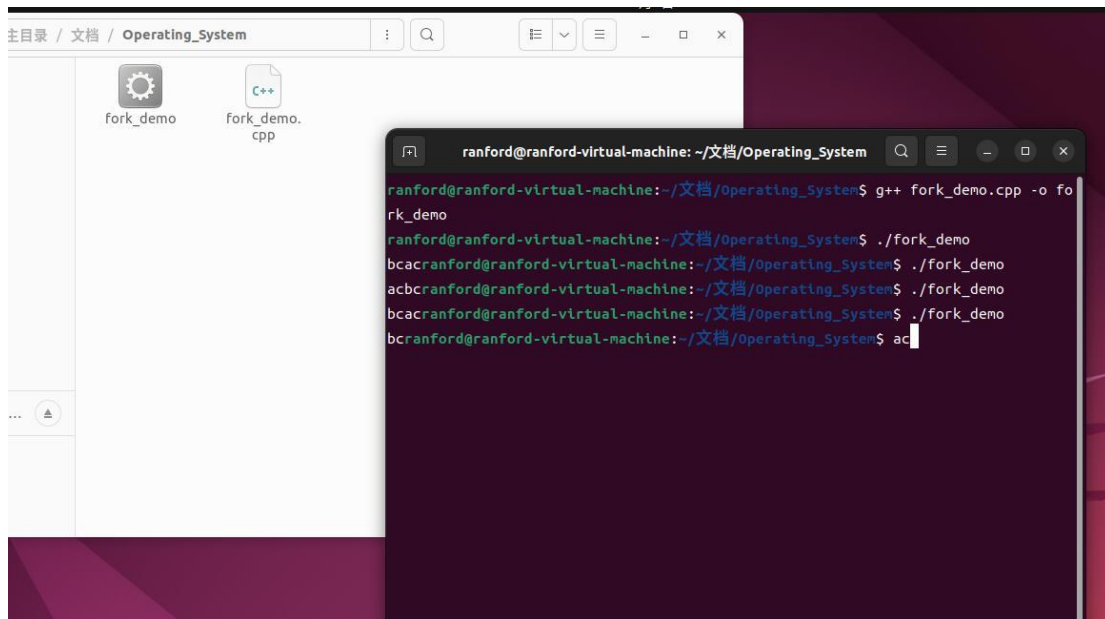 主目录 / 文档 / Operating_System
C++
fork_demo
fork_demo.
cpp
ranford@ranford-virtual-machine: ~/文档/Operating_System
ranford@ranford-virtual-machine:~/文档/Operating_System$ g++ fork_demo.cpp -o fo
rk_demo
ranford@ranford-virtual-machine:~/文档/Operating_System$ ./fork_demo
bcacranford@ranford-virtual-machine:~/文档/Operating_System$ ./fork_demo
acbcranford@ranford-virtual-machine:~/文档/Operating_System$ ./fork_demo
bcacranford@ranford-virtual-machine:~/文档/Operating_System$ ./fork_demo
bcranford@ranford-virtual-machine:~/文档/Operating_System$ ac
...